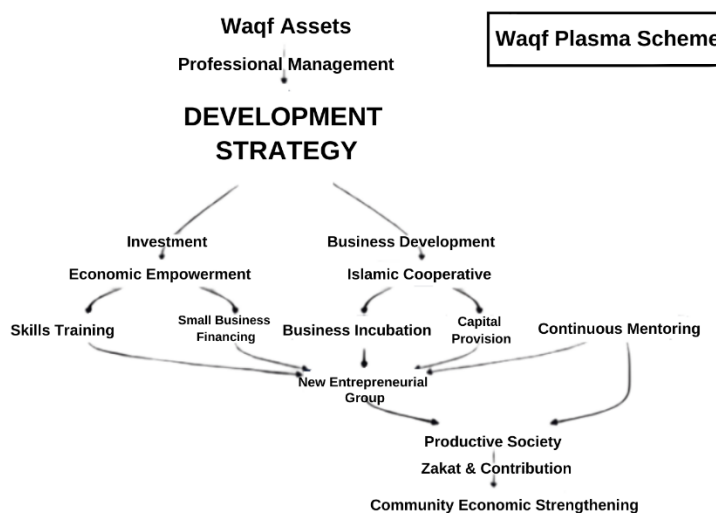 Waqf Assets
Waqf Plasma Scheme
Professional Management
DEVELOPMENT
STRATEGY
Investment
Business Development
Economic Empowerment
Islamic Cooperative
Skills Training
Small Business
Financing
Business Incubation
Capital
Provision
Continuous Mentoring
New Entrepreneurial
Group
Productive Society
Zakat & Contribution
Community Economic Strengthening